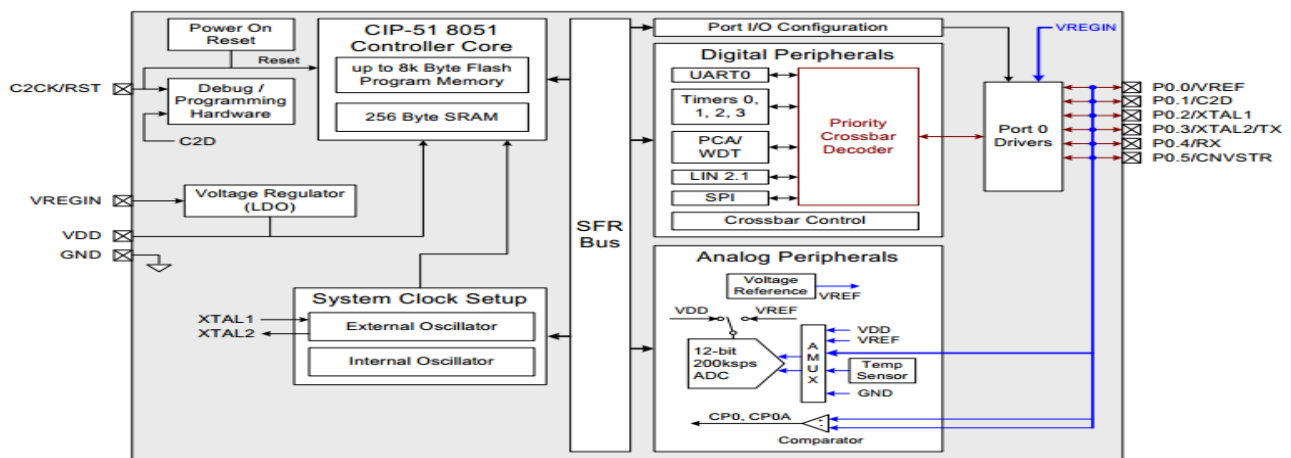 Power On
Reset
Reset
C2CK/RST
Debug /
Programming
Hardware
C2D
CIP-51 8051
Controller Core
up to 8k Byte Flash
Program Memory
256 Byte SRAM
VREGIN
Voltage Regulator
(LDO)
VDD
GND
System Clock Setup
XTAL1
XTAL2
External Oscillator
Internal Oscillator
SFR
Bus
Port I/O Configuration
Digital Peripherals
UART0
Timers 0,
1, 2, 3
PCA/
WDT
LIN 2.1
SPI
Priority
Crossbar
Decoder
Crossbar Control
Analog Peripherals
Voltage
Reference
VREF
VDD
VREF
12-bit
200ksps
ADC
A
M
U
X
VDD
VREF
Temp
Sensor
GND
CP0, CP0A
+
-
Comparator
VREGIN
Port 0
Drivers
P0.0/VREF
P0.1/C2D
P0.2/XTAL1
P0.3/XTAL2/TX
P0.4/RX
P0.5/CNVSTR